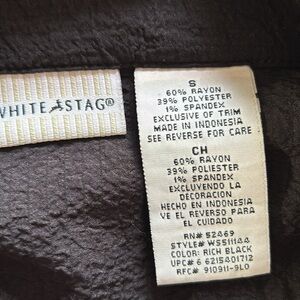 WHITE STAG®
S
60% RAYON
39% POLYESTER
1% SPANDEX
EXCLUSIVE OF TRIM
MADE IN INDONESIA
SEE REVERSE FOR CARE
CH
60% RAYON
39% POLIESTER
1% SPANDEX
EXCLUYENDO LA
DECORACION
HECHO EN INDONESIA
VE EL REVERSO PARA
EL CUIDADO
RN# 52469
STYLE# WS511144
COLOR: RICH BLACK
UPC# 6 6215401712
RFC# 910911-9L0